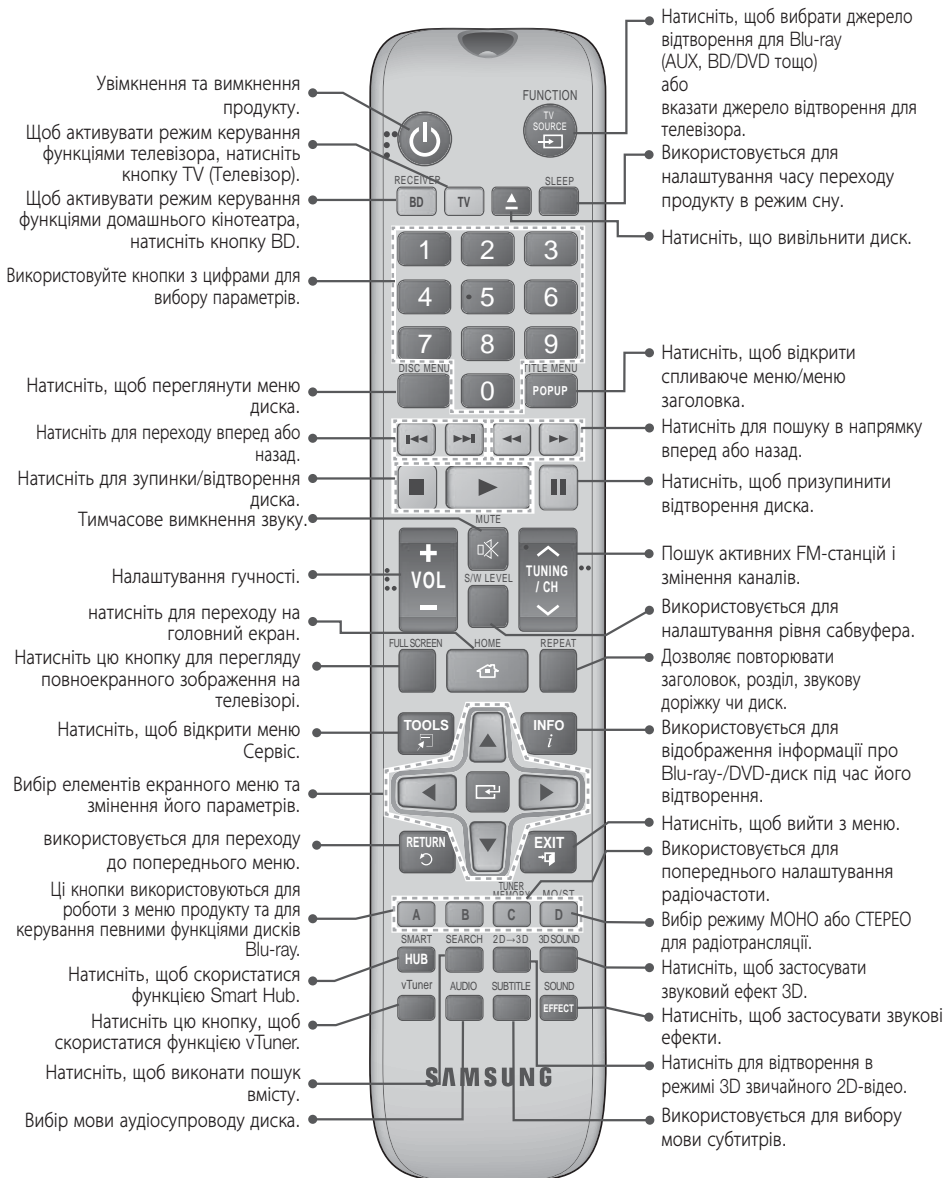 Увімкнення та вимкнення
продукту.
Щоб активувати режим керування
функціями телевізора, натисніть
кнопку TV (Телевізор).
Щоб активувати режим керування
функціями домашнього кінотеатра,
натисніть кнопку BD.
Використовуйте кнопки з цифрами для
вибору параметрів.
Натисніть, щоб переглянути меню
диска.
Натисніть для переходу вперед або
назад.
Натисніть для зупинки/відтворення
диска.
Тимчасове вимкнення звуку.
Налаштування гучності.
натисніть для переходу на
головний екран.
Натисніть цю кнопку для перегляду
повноекранного зображення на
телевізорі.
Натисніть, щоб відкрити меню
Сервіс.
Вибір елементів екранного меню та
змінення його параметрів.
використовується для переходу
до попереднього меню.
Ці кнопки використовуються для
роботи з меню продукту та для
керування певними функціями дисків
Blu-ray.
Натисніть, щоб скористатися
функцією Smart Hub.
Натисніть цю кнопку, щоб
скористатися функцією vTuner.
Натисніть, щоб виконати пошук
вмісту.
Вибір мови аудіосупроводу диска.
FUNCTION
TV
SOURCE
RECEIVER
SLEEP
BD TV
1 2 3
4 5 6
7 8 9
DISC MENU
TITLE MENU
0
POPUP
MUTE
VOL
TUNING
/ CH
S/W LEVEL
FULL SCREEN
HOME
REPEAT
TOOLS
INFO
i
RETURN
EXIT
TUNER
MEMORY
MO/ST
A B C D
SMART
SEARCH
2D→3D
3D SOUND
HUB
vTuner
AUDIO
SUBTITLE
SOUND
EFFECT
SAMSUNG
Натисніть, щоб вибрати джерело
відтворення для Blu-ray
(AUX, BD/DVD тощо)
або
вказати джерело відтворення для
телевізора.
Використовується для
налаштування часу переходу
продукту в режим сну.
Натисніть, що вивільнити диск.
Натисніть, щоб відкрити
спливаюче меню/меню
заголовка.
Натисніть для пошуку в напрямку
вперед або назад.
Натисніть, щоб призупинити
відтворення диска.
Пошук активних FM-станцій і
змінення каналів.
Використовується для
налаштування рівня сабвуфера.
Дозволяє повторювати
заголовок, розділ, звукову
доріжку чи диск.
Використовується для
відображення інформації про
Blu-ray-/DVD-диск під час його
відтворення.
Натисніть, щоб вийти з меню.
Використовується для
попереднього налаштування
радіочастоти.
Вибір режиму МОНО або СТЕРЕО
для радіотрансляції.
Натисніть, щоб застосувати
звуковий ефект 3D.
Натисніть, щоб застосувати звукові
ефекти.
Натисніть для відтворення в
режимі 3D звичайного 2D-відео.
Використовується для вибору
мови субтитрів.